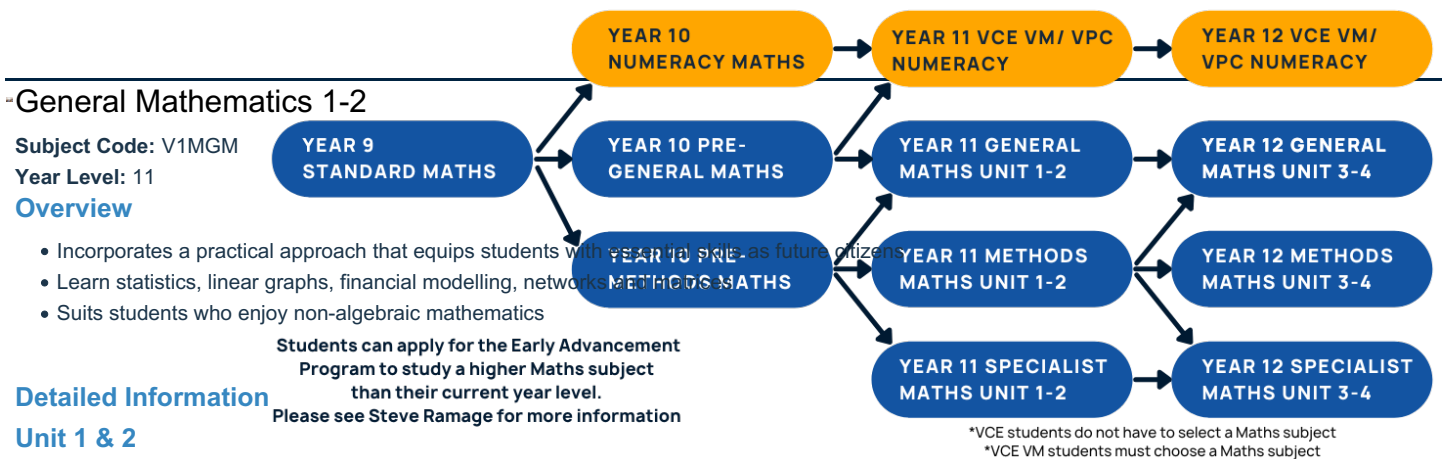 YEAR 10
NUMERACY MATHS
YEAR 11 VCE VM/ VPC
NUMERACY
YEAR 12 VCE VM/
VPC NUMERACY
General Mathematics 1-2
Subject Code: V1MGM
Year Level: 11
YEAR 9
STANDARD MATHS
YEAR 10 PRE-
GENERAL MATHS
YEAR 11 GENERAL
MATHS UNIT 1-2
YEAR 12 GENERAL
MATHS UNIT 3-4
Overview
• Incorporates a practical approach that equips students with essential skills as future citizens
• Learn statistics, linear graphs, financial modelling, networks and matrices
• Suits students who enjoy non-algebraic mathematics
YEAR 10 PRE-
METHODS MATHS
YEAR 11 METHODS
MATHS UNIT 1-2
YEAR 12 METHODS
MATHS UNIT 3-4
Students can apply for the Early Advancement
Program to study a higher Maths subject
than their current year level.
Please see Steve Ramage for more information
YEAR 11 SPECIALIST
MATHS UNIT 1-2
YEAR 12 SPECIALIST
MATHS UNIT 3-4
Detailed Information
Unit 1 & 2
*VCE students do not have to select a Maths subject
*VCE VM students must choose a Maths subject